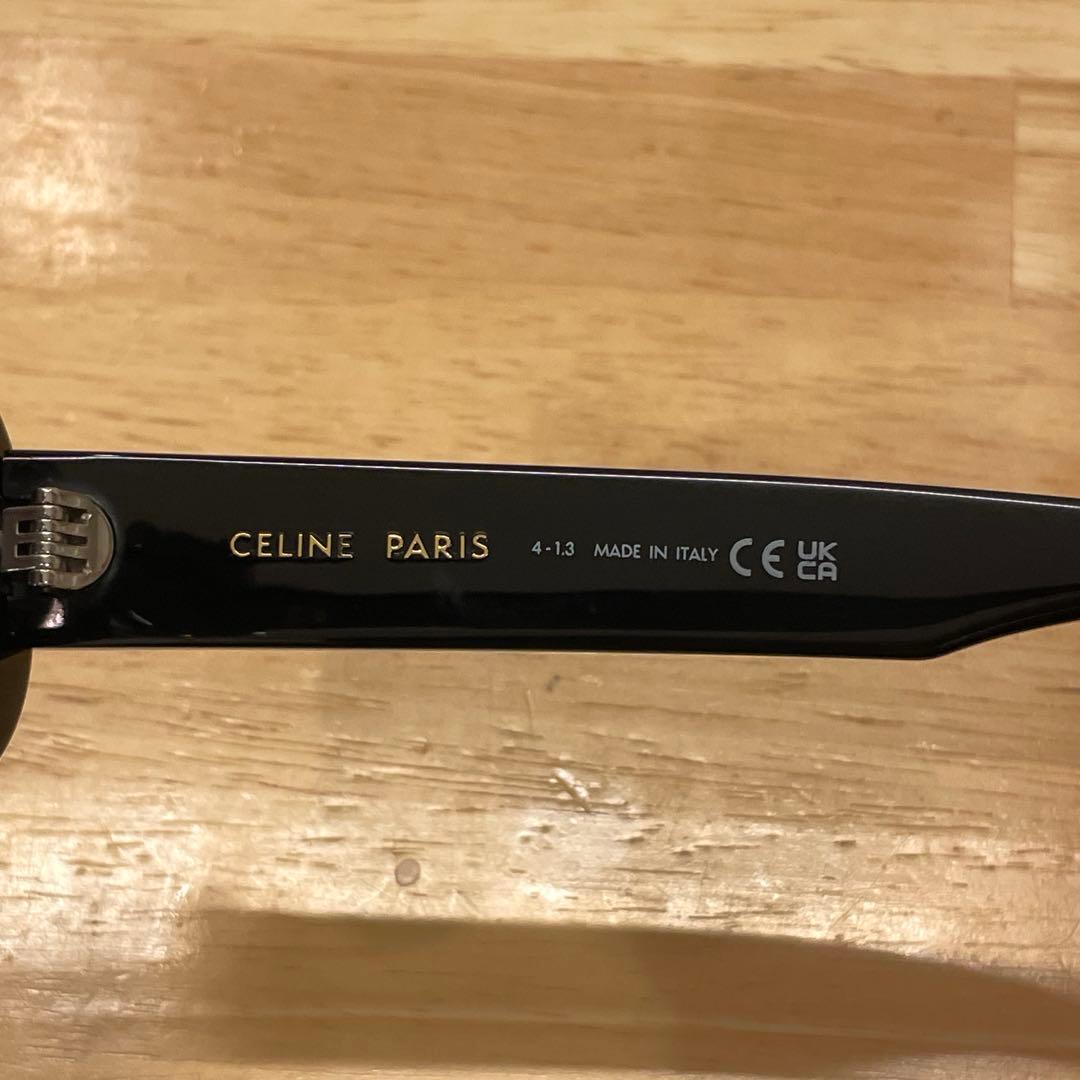 CELINE PARIS 4-1.3 MADE IN ITALY CE UK
CA